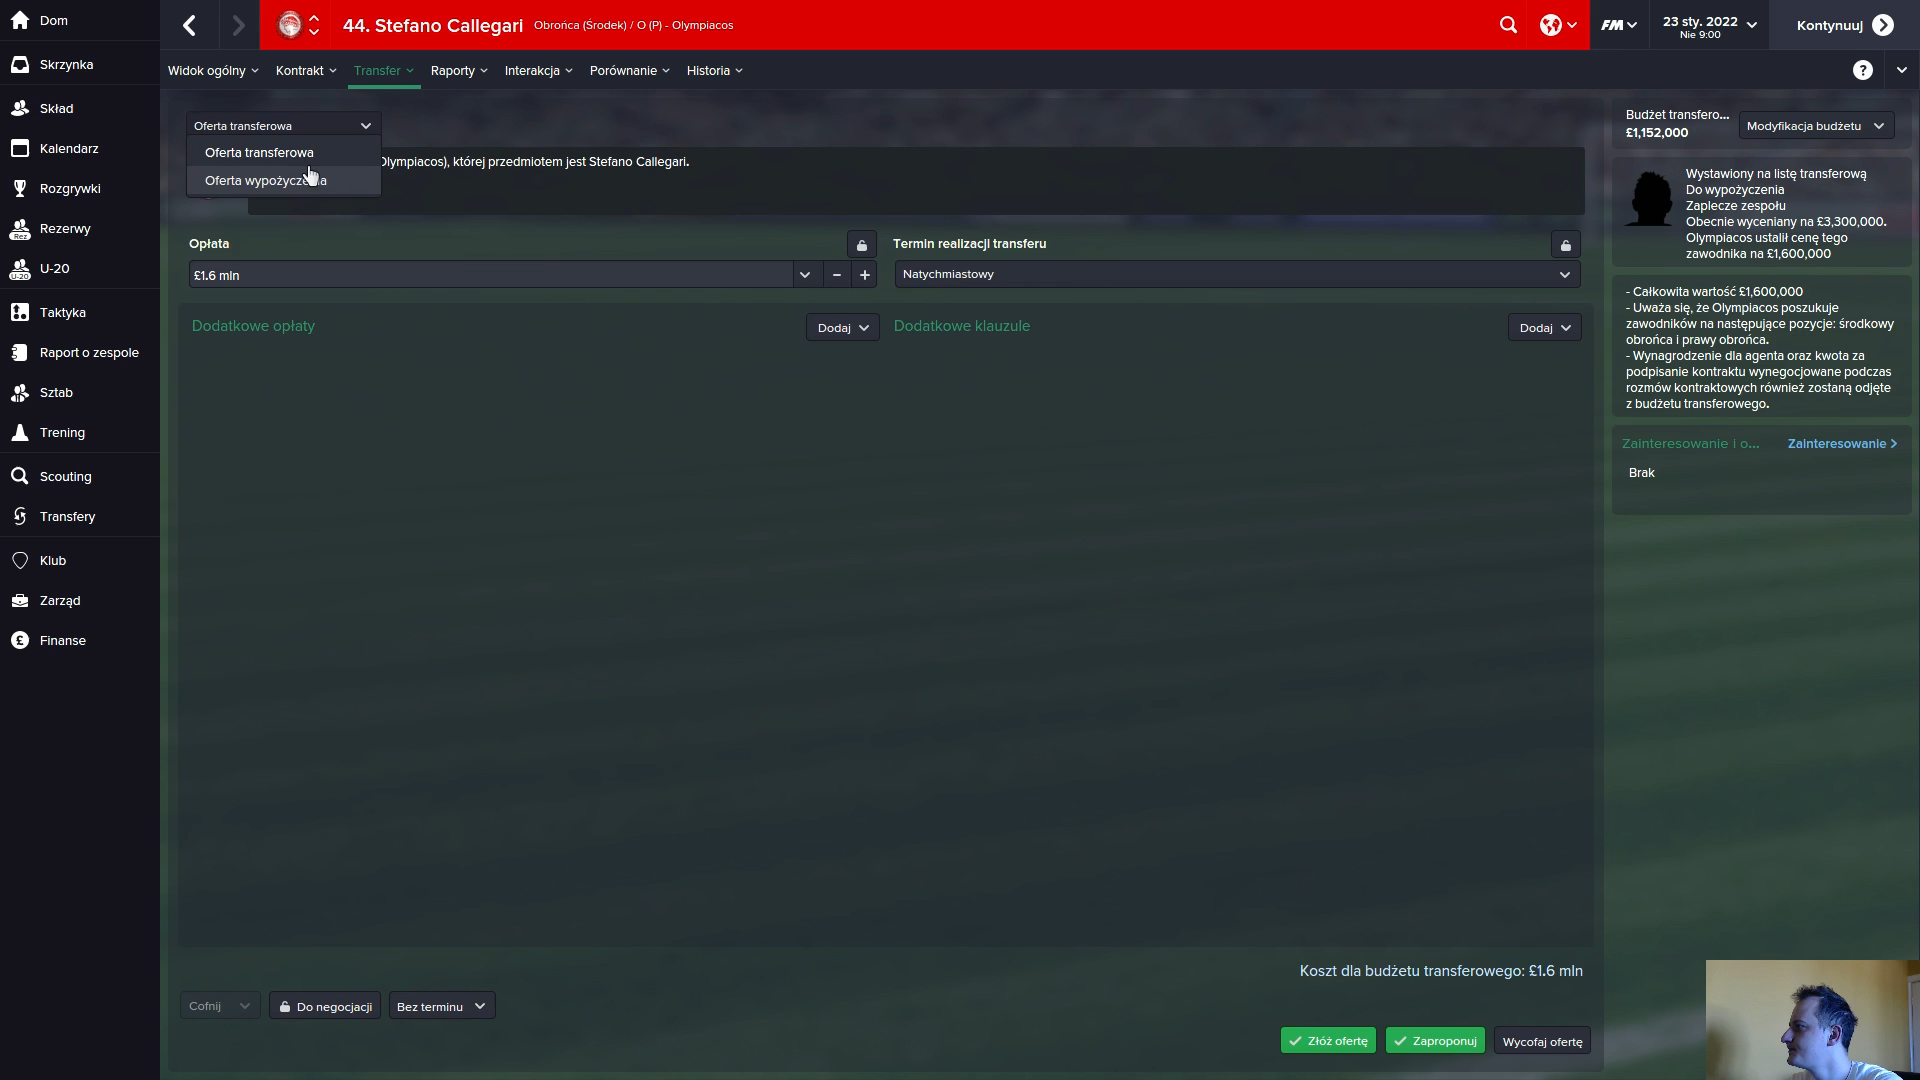 Dom
Skrzynka
Skład
Kalendarz
Rozgrywki
Rez
Rezerwy
U-20
U-20
Taktyka
Raport o zespole
Sztab
Trening
Scouting
Transfery
Klub
Zarząd
£
Finanse
44. Stefano Callegari
Obrońca (Środek) / O (P) - Olympiacos
FM
23 sty. 2022
Nie 9:00
Kontynuuj
Widok ogólny
Kontrakt
Transfer
Raporty
Interakcja
Porównanie
Historia
?
Oferta transferowa
Oferta transferowa
Oferta wypożyczenia
Olympiacos), której przedmiotem jest Stefano Callegari.
Opłata
£1.6 mln
Termin realizacji transferu
Natychmiastowy
Dodatkowe opłaty
Dodaj
Dodatkowe klauzule
Dodaj
Koszt dla budżetu transferowego: £1.6 mln
Cofnij
Do negocjacji
Bez terminu
Złóż ofertę
Zaproponuj
Wycofaj ofertę
Budżet transfero...
£1,152,000
Modyfikacja budżetu
Wystawiony na listę transferową
Do wypożyczenia
Zaplecze zespołu
Obecnie wyceniany na £3,300,000.
Olympiacos ustalił cenę tego
zawodnika na £1,600,000
- Całkowita wartość £1,600,000
- Uważa się, że Olympiacos poszukuje
zawodników na następujące pozycje: środkowy
obrońca i prawy obrońca.
- Wynagrodzenie dla agenta oraz kwota za
podpisanie kontraktu wynegocjowane podczas
rozmów kontraktowych również zostaną odjęte
z budżetu transferowego.
Zainteresowanie i o...
Zainteresowanie
Brak